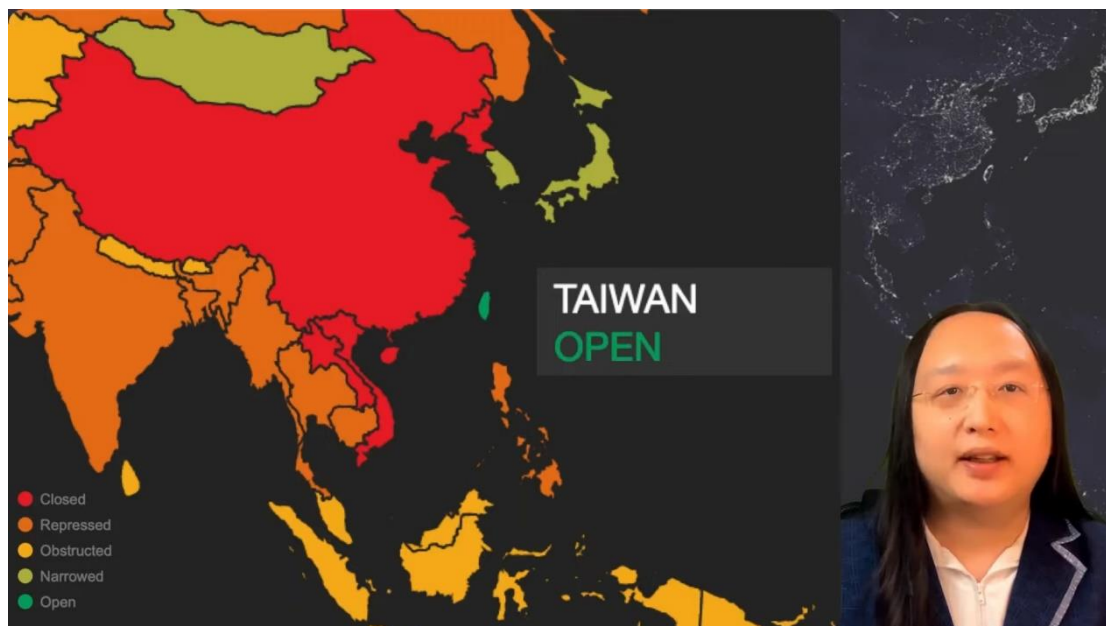 TAIWAN
OPEN
Closed
Repressed
Obstructed
Narrowed
Open